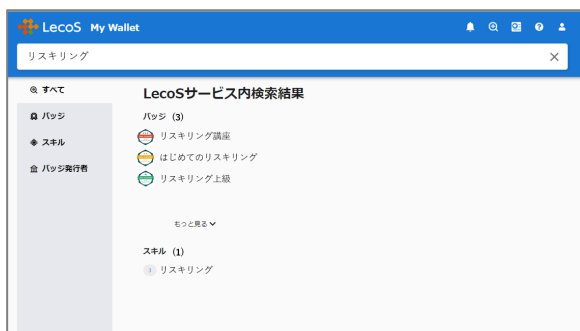 LecoS My Wallet
リスキリング
すべて
バッジ
スキル
バッジ発行者
LecoSサービス内検索結果
バッジ (3)
リスキリング講座
はじめてのリスキリング
リスキリング上級
もっと見る
スキル (1)
リスキリング